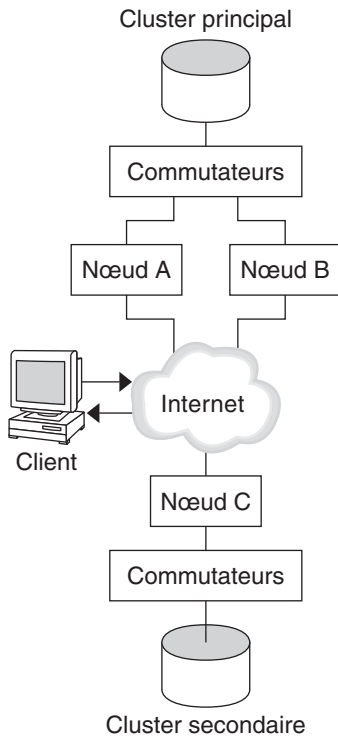 Cluster principal
Commutateurs
Nœud A
Nœud B
Internet
Client
Nœud C
Commutateurs
Cluster secondaire